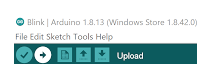 Blink | Arduino 1.8.13 (Windows Store 1.8.42.0)
File Edit Sketch Tools Help
Upload